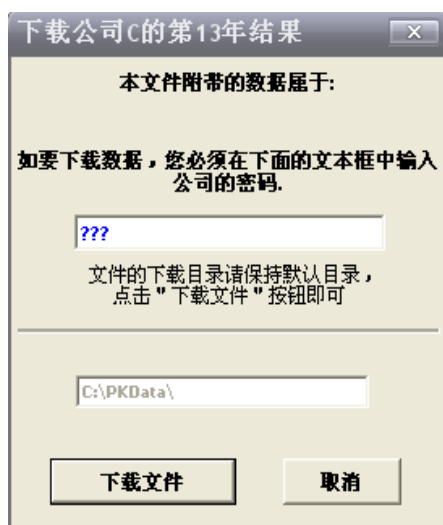 下载公司C的第13年结果
本文件附带的数据属于:
如要下载数据，您必须在下面的文本框中输入
公司的密码.
???
文件的下载目录请保持默认目录，
点击"下载文件"按钮即可
C:\PKData\
下载文件
取消